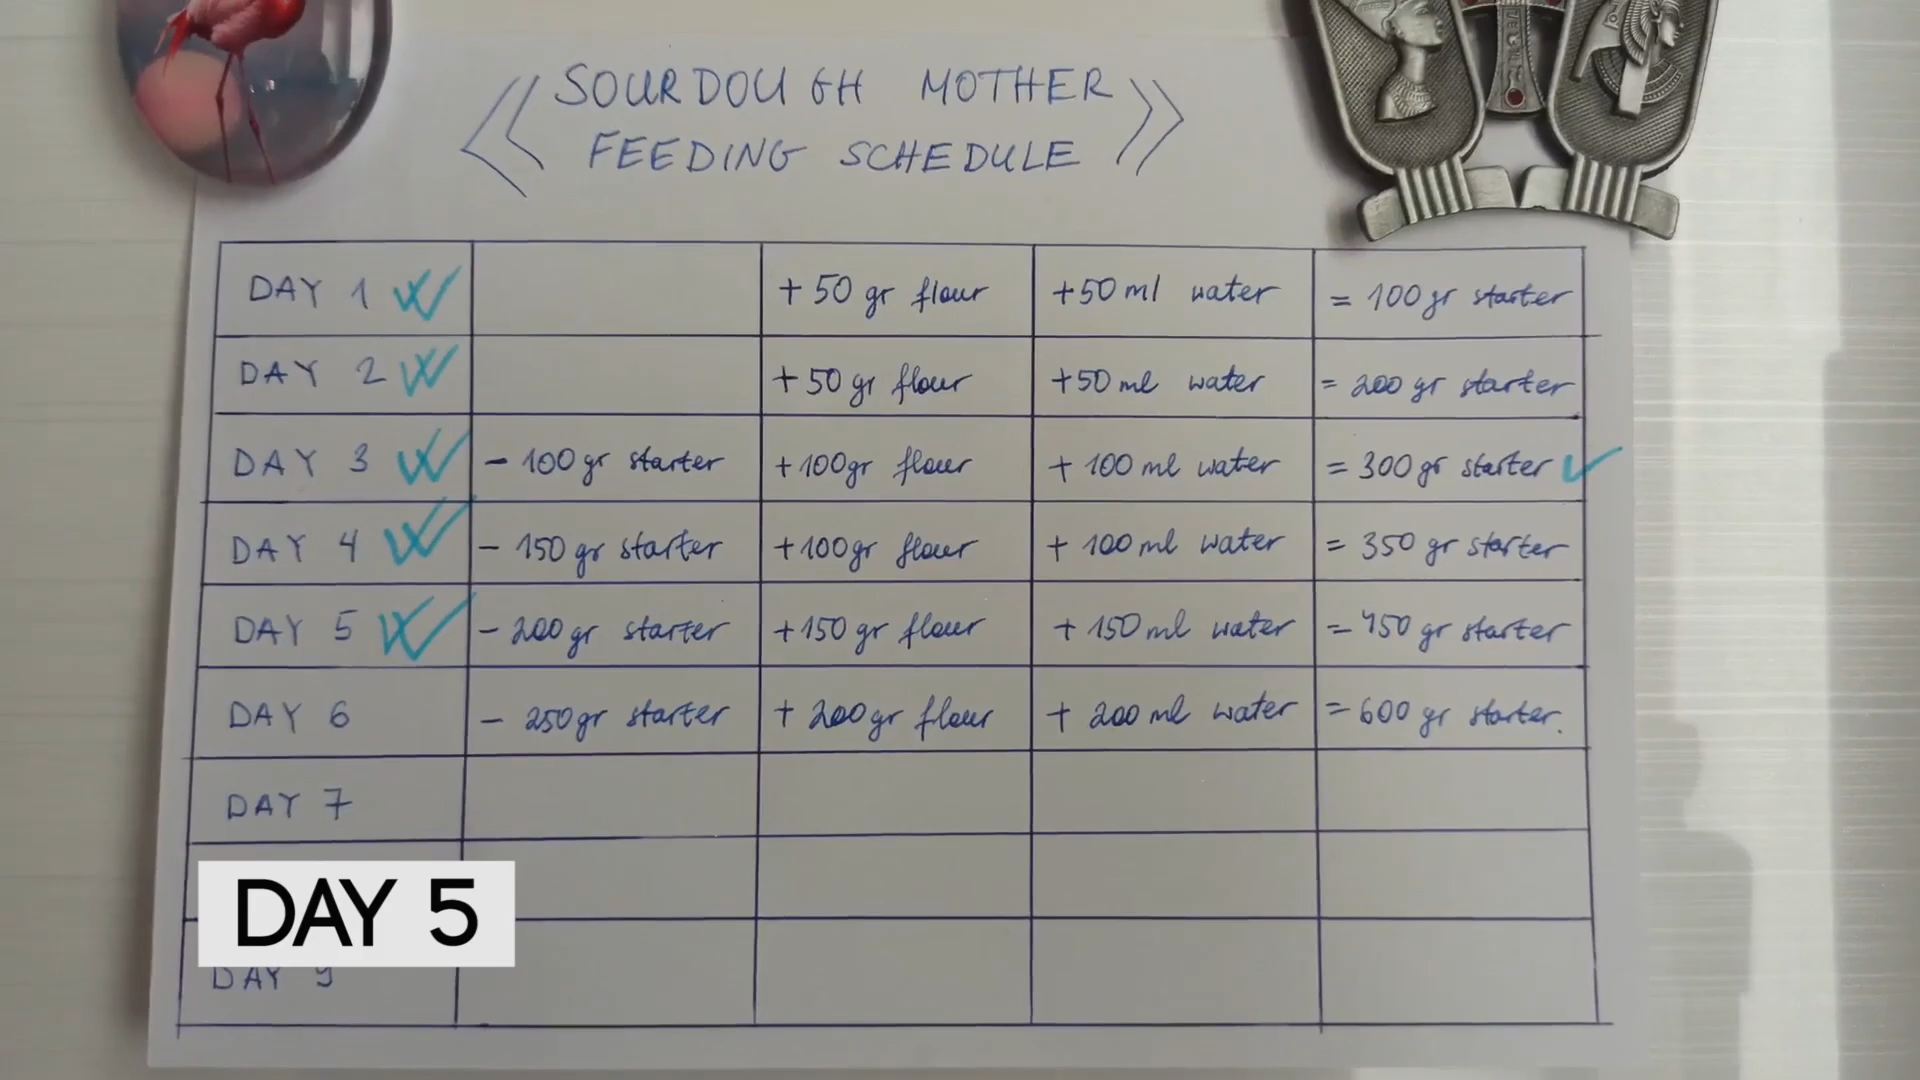 SOURDOUGH MOTHER
FEEDING SCHEDULE
DAY 1 +50 gr flour +50 ml water = 100 gr starter
DAY 2 +50 gr flour +50 ml water = 200 gr starter
DAY 3 - 100 gr starter +100 gr flour + 100 ml water = 300 gr starter
DAY 4 - 150 gr starter +100 gr flour + 100 ml water = 350 gr starter
DAY 5 - 200 gr starter +150 gr flour + 150 ml water = 450 gr starter
DAY 6 - 250 gr starter + 200 gr flour + 200 ml water = 600 gr starter.
DAY 7
DAY 5
DAY 9